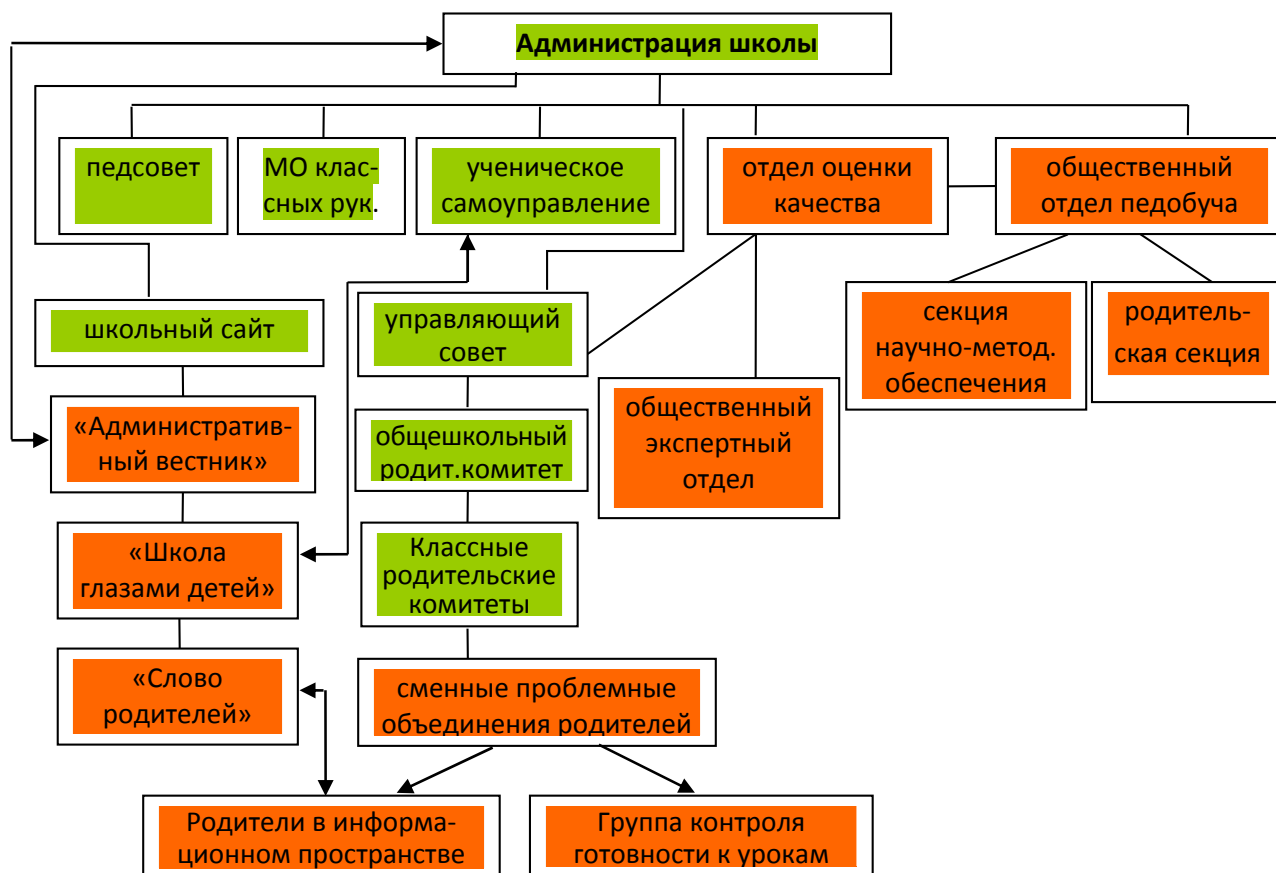 Администрация школы
педсовет
МО клас-
сных рук.
ученическое
самоуправление
отдел оценки
качества
общественный
отдел педобуча
школьный сайт
управляющий
совет
секция
научно-метод.
обеспечения
родитель-
ская секция
«Административ-
ный вестник»
общешкольный
родит.комитет
общественный
экспертный
отдел
«Школа
глазами детей»
Классные
родительские
комитеты
«Слово
родителей»
сменные проблемные
объединения родителей
Родители в информа-
ционном пространстве
Группа контроля
готовности к урокам